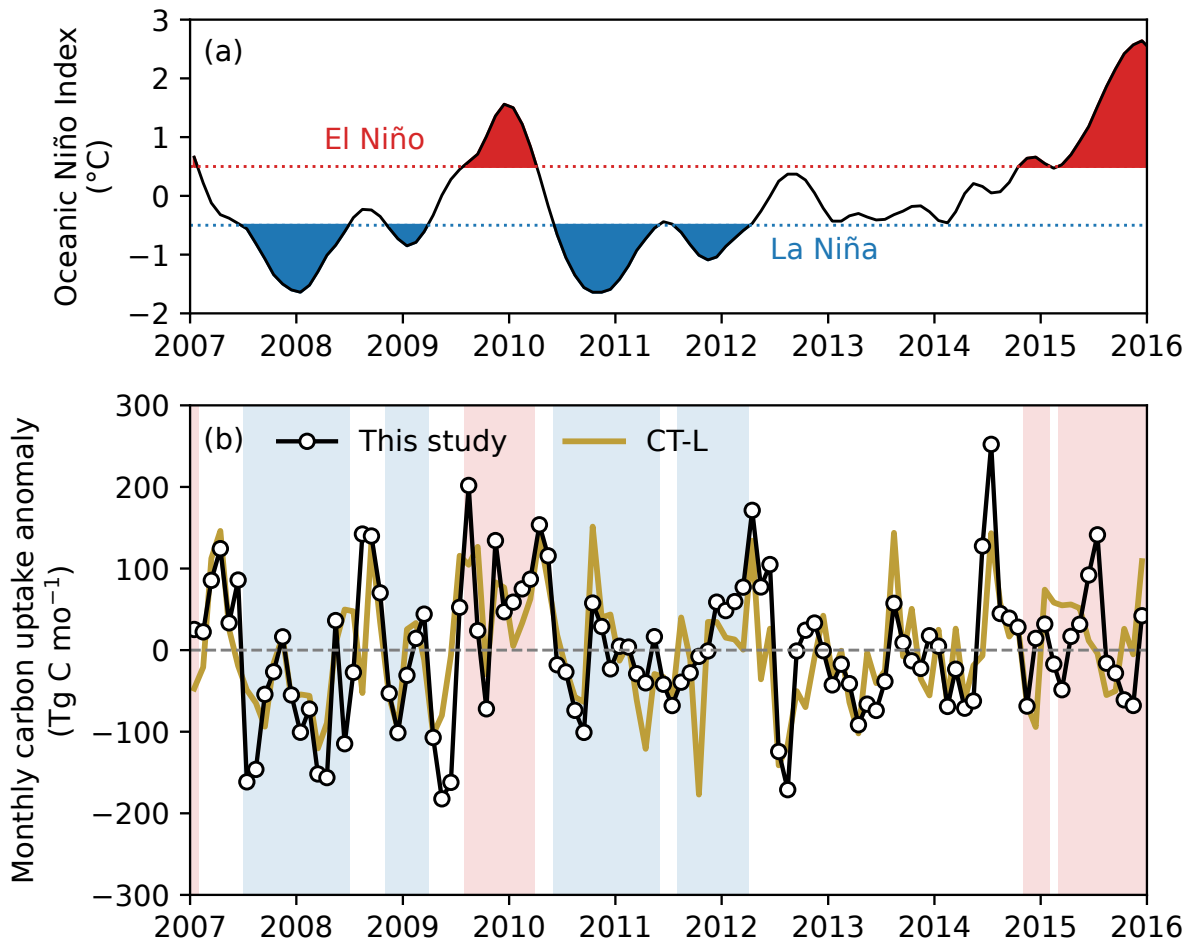 Oceanic Niño Index
(°C)
(a)
3
2
1
0
−1
−2
El Niño
La Niña
2007 2008 2009 2010 2011 2012 2013 2014 2015 2016
Monthly carbon uptake anomaly
(Tg C mo⁻¹)
(b) This study CT-L
300
200
100
0
−100
−200
−300
2007 2008 2009 2010 2011 2012 2013 2014 2015 2016